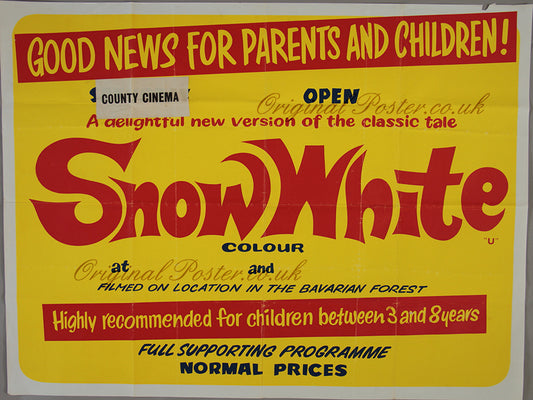 GOOD NEWS FOR PARENTS AND CHILDREN!
COUNTY CINEMA
OPEN
Original Poster.co.uk
A delightful new version of the classic tale
Snow White
"U"
COLOUR
at and
Original Poster.co.uk
FILMED ON LOCATION IN THE BAVARIAN FOREST
Highly recommended for children between 3 and 8 years
FULL SUPPORTING PROGRAMME
NORMAL PRICES